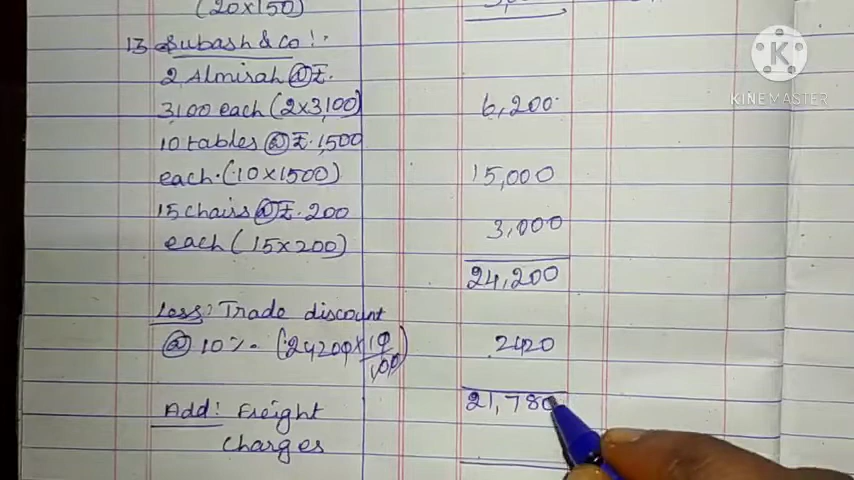 (20x150)
13 Subash & Co:-
2 Almirah @ ₹.
3,100 each (2x3,100) 6,200
10 tables @ ₹.1,500
each. (10x1500) 15,000
15 chairs @ ₹.200
each (15x200) 3,000
24,200
Less: Trade discount
@ 10%. (24200x10/100) 2420
21,780
Add: Freight
charges
K
KINEMASTER